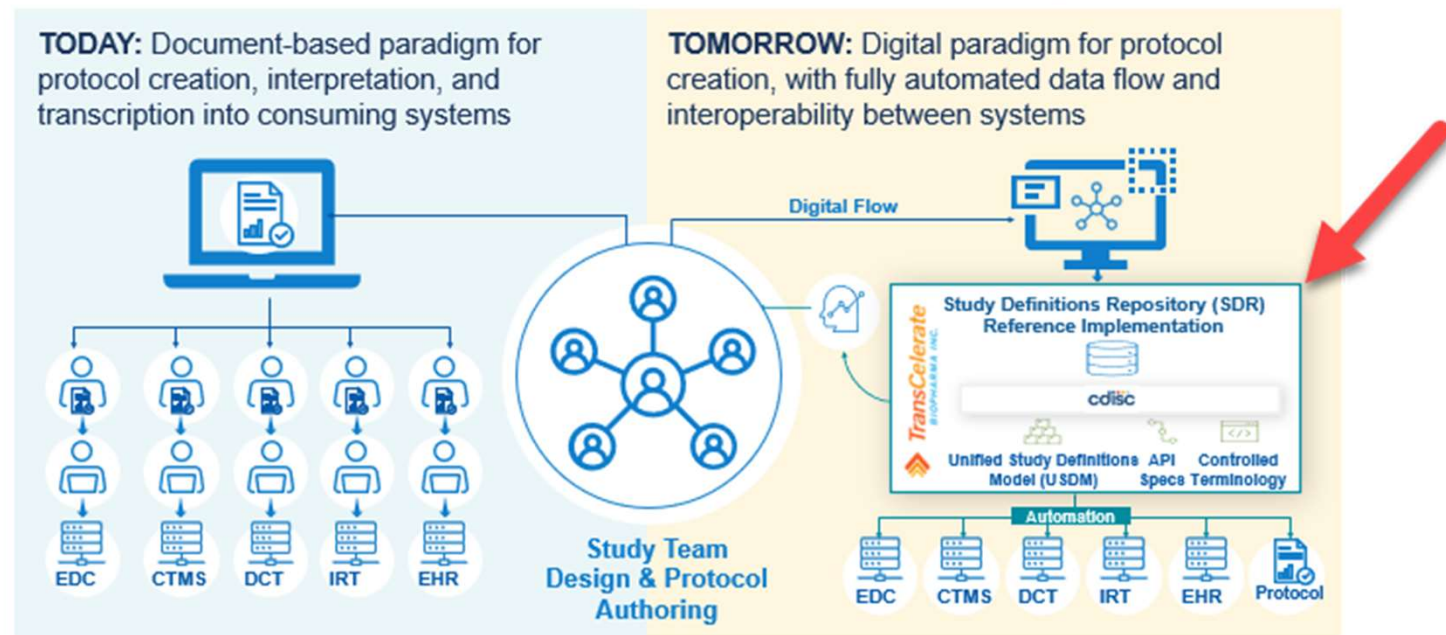 TODAY: Document-based paradigm for
protocol creation, interpretation, and
transcription into consuming systems
TOMORROW: Digital paradigm for protocol
creation, with fully automated data flow and
interoperability between systems
Digital Flow
Study Definitions Repository (SDR)
Reference Implementation
TransCelerate
BIOPHARMA INC.
cdisc
Unified Study Definitions
Model (USDM)
API
Specs
Controlled
Terminology
Automation
EDC
CTMS
DCT
IRT
EHR
Study Team
Design & Protocol
Authoring
EDC
CTMS
DCT
IRT
EHR
Protocol